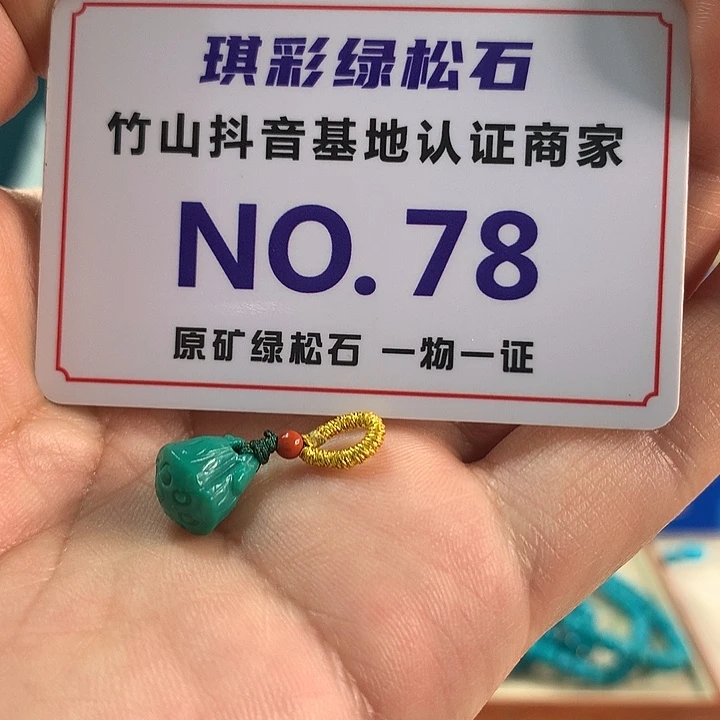 琪彩绿松石
竹山抖音基地认证商家
NO. 78
原矿绿松石 一物一证